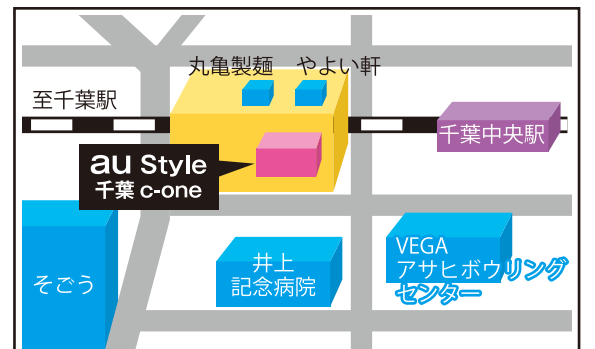 丸亀製麺 やよい軒
至千葉駅
千葉中央駅
au Style
千葉 c-one
そごう
井上
記念病院
VEGA
アサヒボウリング
センター